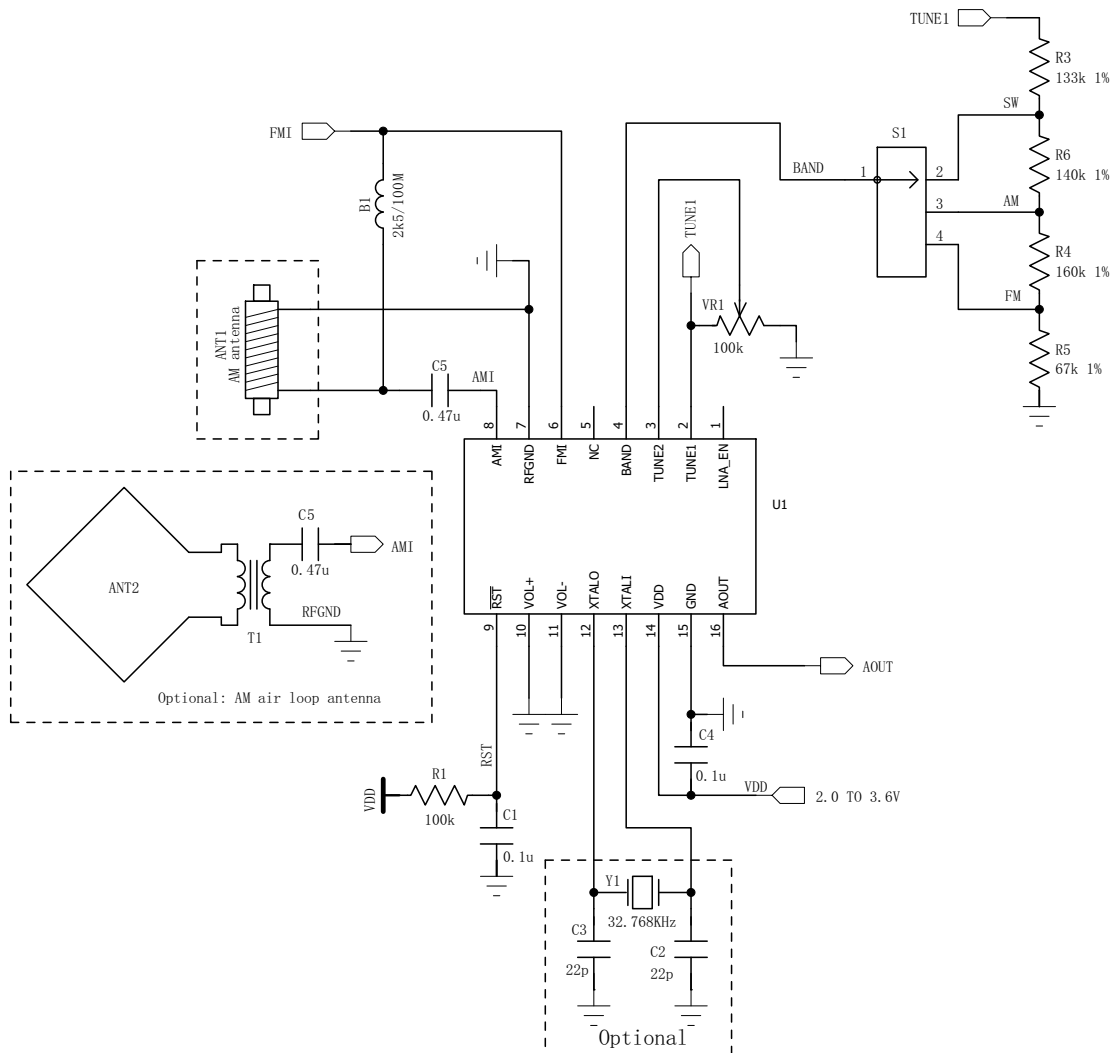 TUNE1
R3
133k 1%
SW
R6
140k 1%
AM
R4
160k 1%
FM
R5
67k 1%
S1
BAND
1
2
3
4
FMI
B1
2k5/100M
TUNE1
VR1
100k
ANT1
AM antenna
C5
0.47u
AMI
8
7
6
5
4
3
2
1
AMI
RFGND
FMI
NC
BAND
TUNE2
TUNE1
LNA_EN
U1
RST
VOL+
VOL-
XTALO
XTALI
VDD
GND
AOUT
9
10
11
12
13
14
15
16
C5
0.47u
AMI
ANT2
RFGND
T1
Optional: AM air loop antenna
AOUT
C4
0.1u
VDD
2.0 TO 3.6V
RST
VDD
R1
100k
C1
0.1u
Y1
32.768KHz
C3
22p
C2
22p
Optional